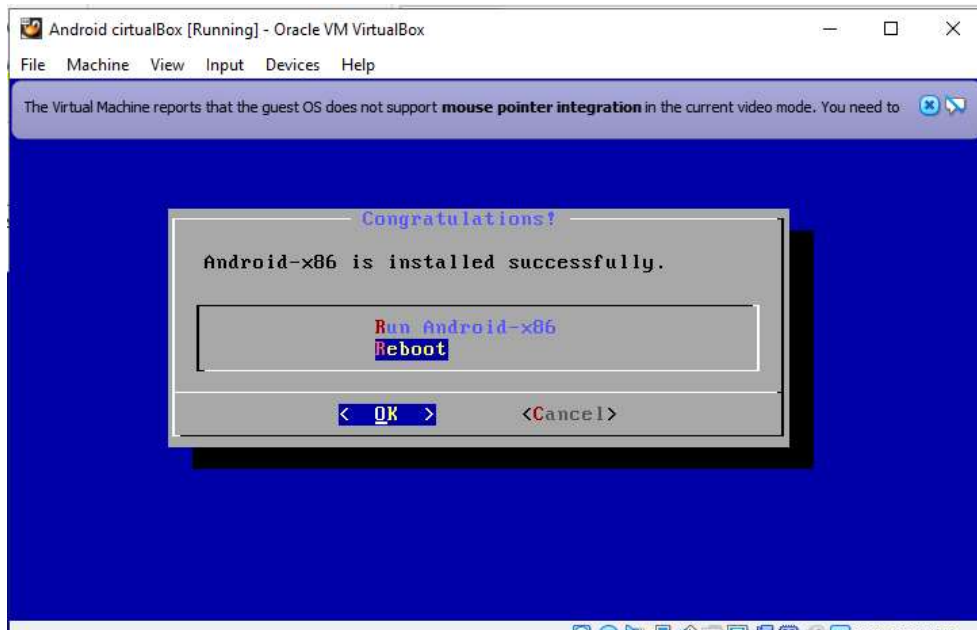 Android cirtualBox [Running] - Oracle VM VirtualBox
File Machine View Input Devices Help
The Virtual Machine reports that the guest OS does not support mouse pointer integration in the current video mode. You need to
Congratulations!
Android-x86 is installed successfully.
Run Android-x86
Reboot
< OK > <Cancel>